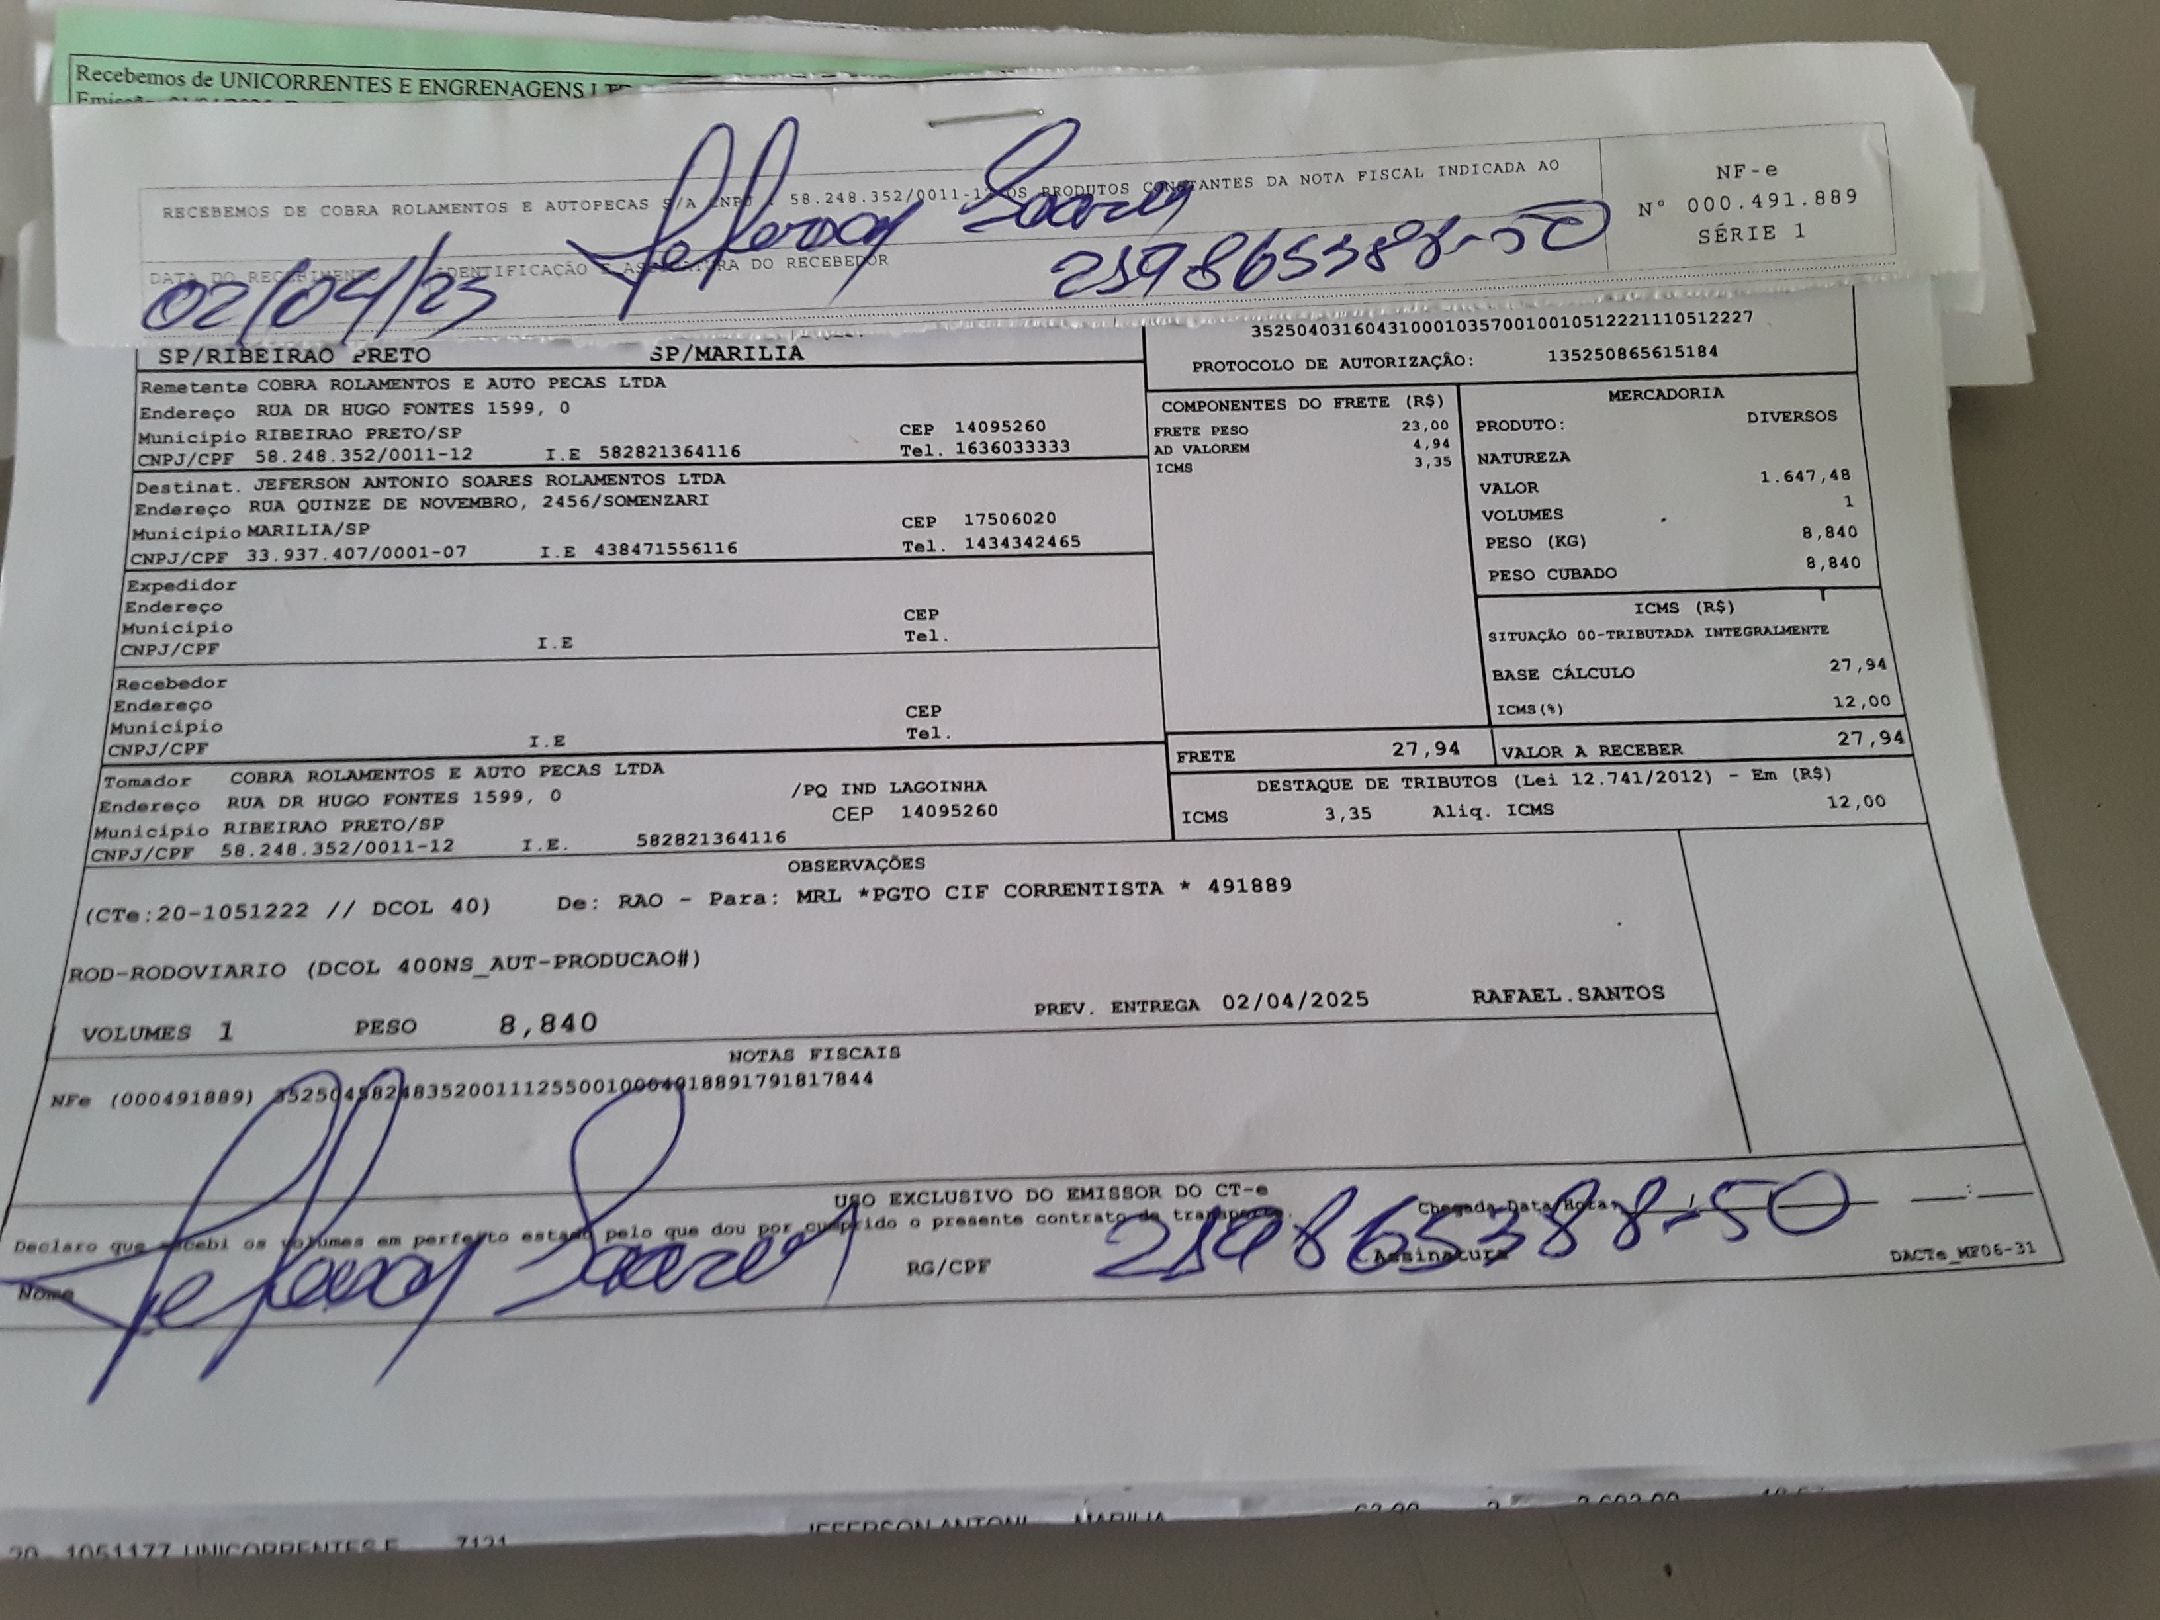 Recebemos de UNICORRENTES E ENGRENAGENS LTD
RECEBEMOS DE COBRA ROLAMENTOS E AUTOPECAS S/A CNPJ : 58.248.352/0011-12 OS PRODUTOS CONSTANTES DA NOTA FISCAL INDICADA AO
NF-e
N° 000.491.889
SÉRIE 1
DATA DO RECEBIMENTO IDENTIFICAÇÃO E ASSINATURA DO RECEBEDOR
02/04/25 Jeferson Soares 219865388-50
35250403160431000103570010010512221110512227
PROTOCOLO DE AUTORIZAÇÃO: 135250865615184
SP/RIBEIRAO PRETO SP/MARILIA
Remetente COBRA ROLAMENTOS E AUTO PECAS LTDA
Endereço RUA DR HUGO FONTES 1599, 0
Municipio RIBEIRAO PRETO/SP CEP 14095260
CNPJ/CPF 58.248.352/0011-12 I.E 582821364116 Tel. 1636033333
Destinat. JEFERSON ANTONIO SOARES ROLAMENTOS LTDA
Endereço RUA QUINZE DE NOVEMBRO, 2456/SOMENZARI
Municipio MARILIA/SP CEP 17506020
CNPJ/CPF 33.937.407/0001-07 I.E 438471556116 Tel. 1434342465
Expedidor
Endereço
Municipio CEP
CNPJ/CPF I.E Tel.
Recebedor
Endereço
Municipio CEP
CNPJ/CPF I.E Tel.
Tomador COBRA ROLAMENTOS E AUTO PECAS LTDA
Endereço RUA DR HUGO FONTES 1599, 0 /PQ IND LAGOINHA
Municipio RIBEIRAO PRETO/SP CEP 14095260
CNPJ/CPF 58.248.352/0011-12 I.E. 582821364116
COMPONENTES DO FRETE (R$)
FRETE PESO 23,00
AD VALOREM 4,94
ICMS 3,35
MERCADORIA
PRODUTO: DIVERSOS
NATUREZA
VALOR 1.647,48
VOLUMES 1
PESO (KG) 8,840
PESO CUBADO 8,840
ICMS (R$)
SITUAÇÃO 00-TRIBUTADA INTEGRALMENTE
BASE CÁLCULO 27,94
ICMS(%) 12,00
FRETE 27,94 VALOR A RECEBER 27,94
DESTAQUE DE TRIBUTOS (Lei 12.741/2012) - Em (R$)
ICMS 3,35 Aliq. ICMS 12,00
OBSERVAÇÕES
(CTe:20-1051222 // DCOL 40) De: RAO - Para: MRL *PGTO CIF CORRENTISTA * 491889
ROD-RODOVIARIO (DCOL 400NS_AUT-PRODUCAO#)
VOLUMES 1 PESO 8,840 PREV. ENTREGA 02/04/2025 RAFAEL.SANTOS
NOTAS FISCAIS
NFe (000491889) 35250458248352001112550010004918891791817844
USO EXCLUSIVO DO EMISSOR DO CT-e
Declaro que recebi os volumes em perfeito estado pelo que dou por cumprido o presente contrato de transporte. Chegada Data/Hora
Nome Jeferson Soares RG/CPF 219865388-50 Assinatura DACTe_MF06-31
JEFERSON ANTONI MARILIA
20 1051177 UNICORRENTES E 7121